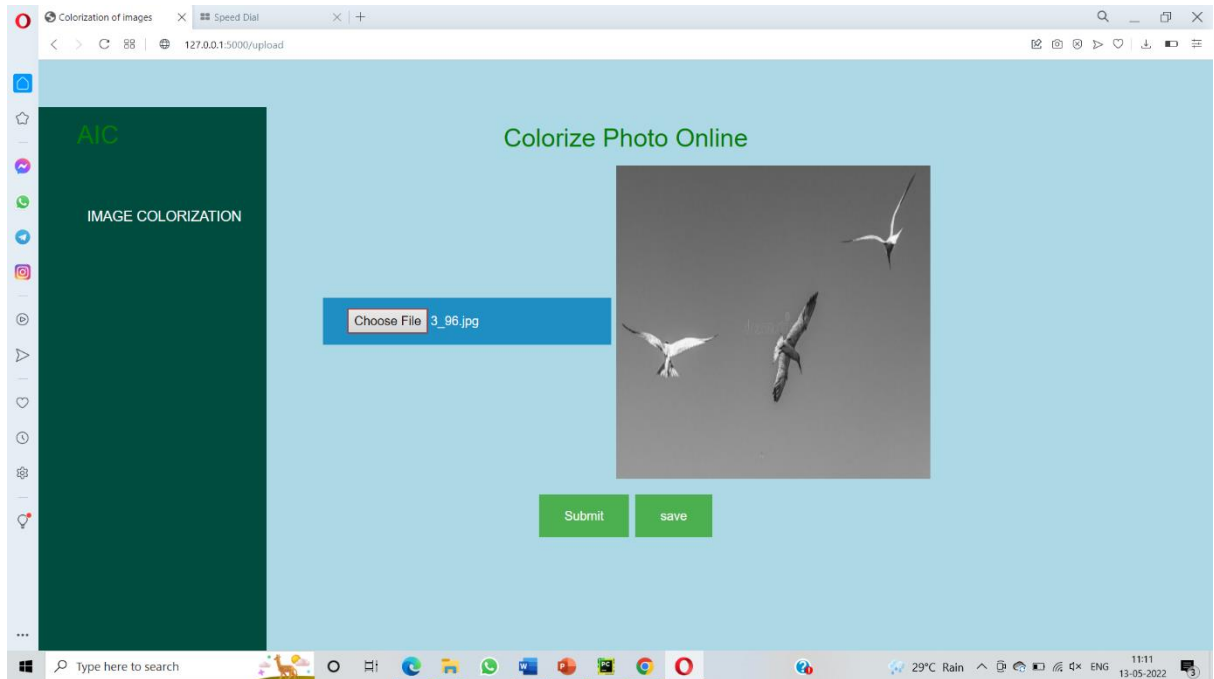 Colorization of images
Speed Dial
127.0.0.1:5000/upload
AIC
Colorize Photo Online
IMAGE COLORIZATION
Choose File 3_96.jpg
Submit
save
Type here to search
29°C Rain
ENG
11:11
13-05-2022
3